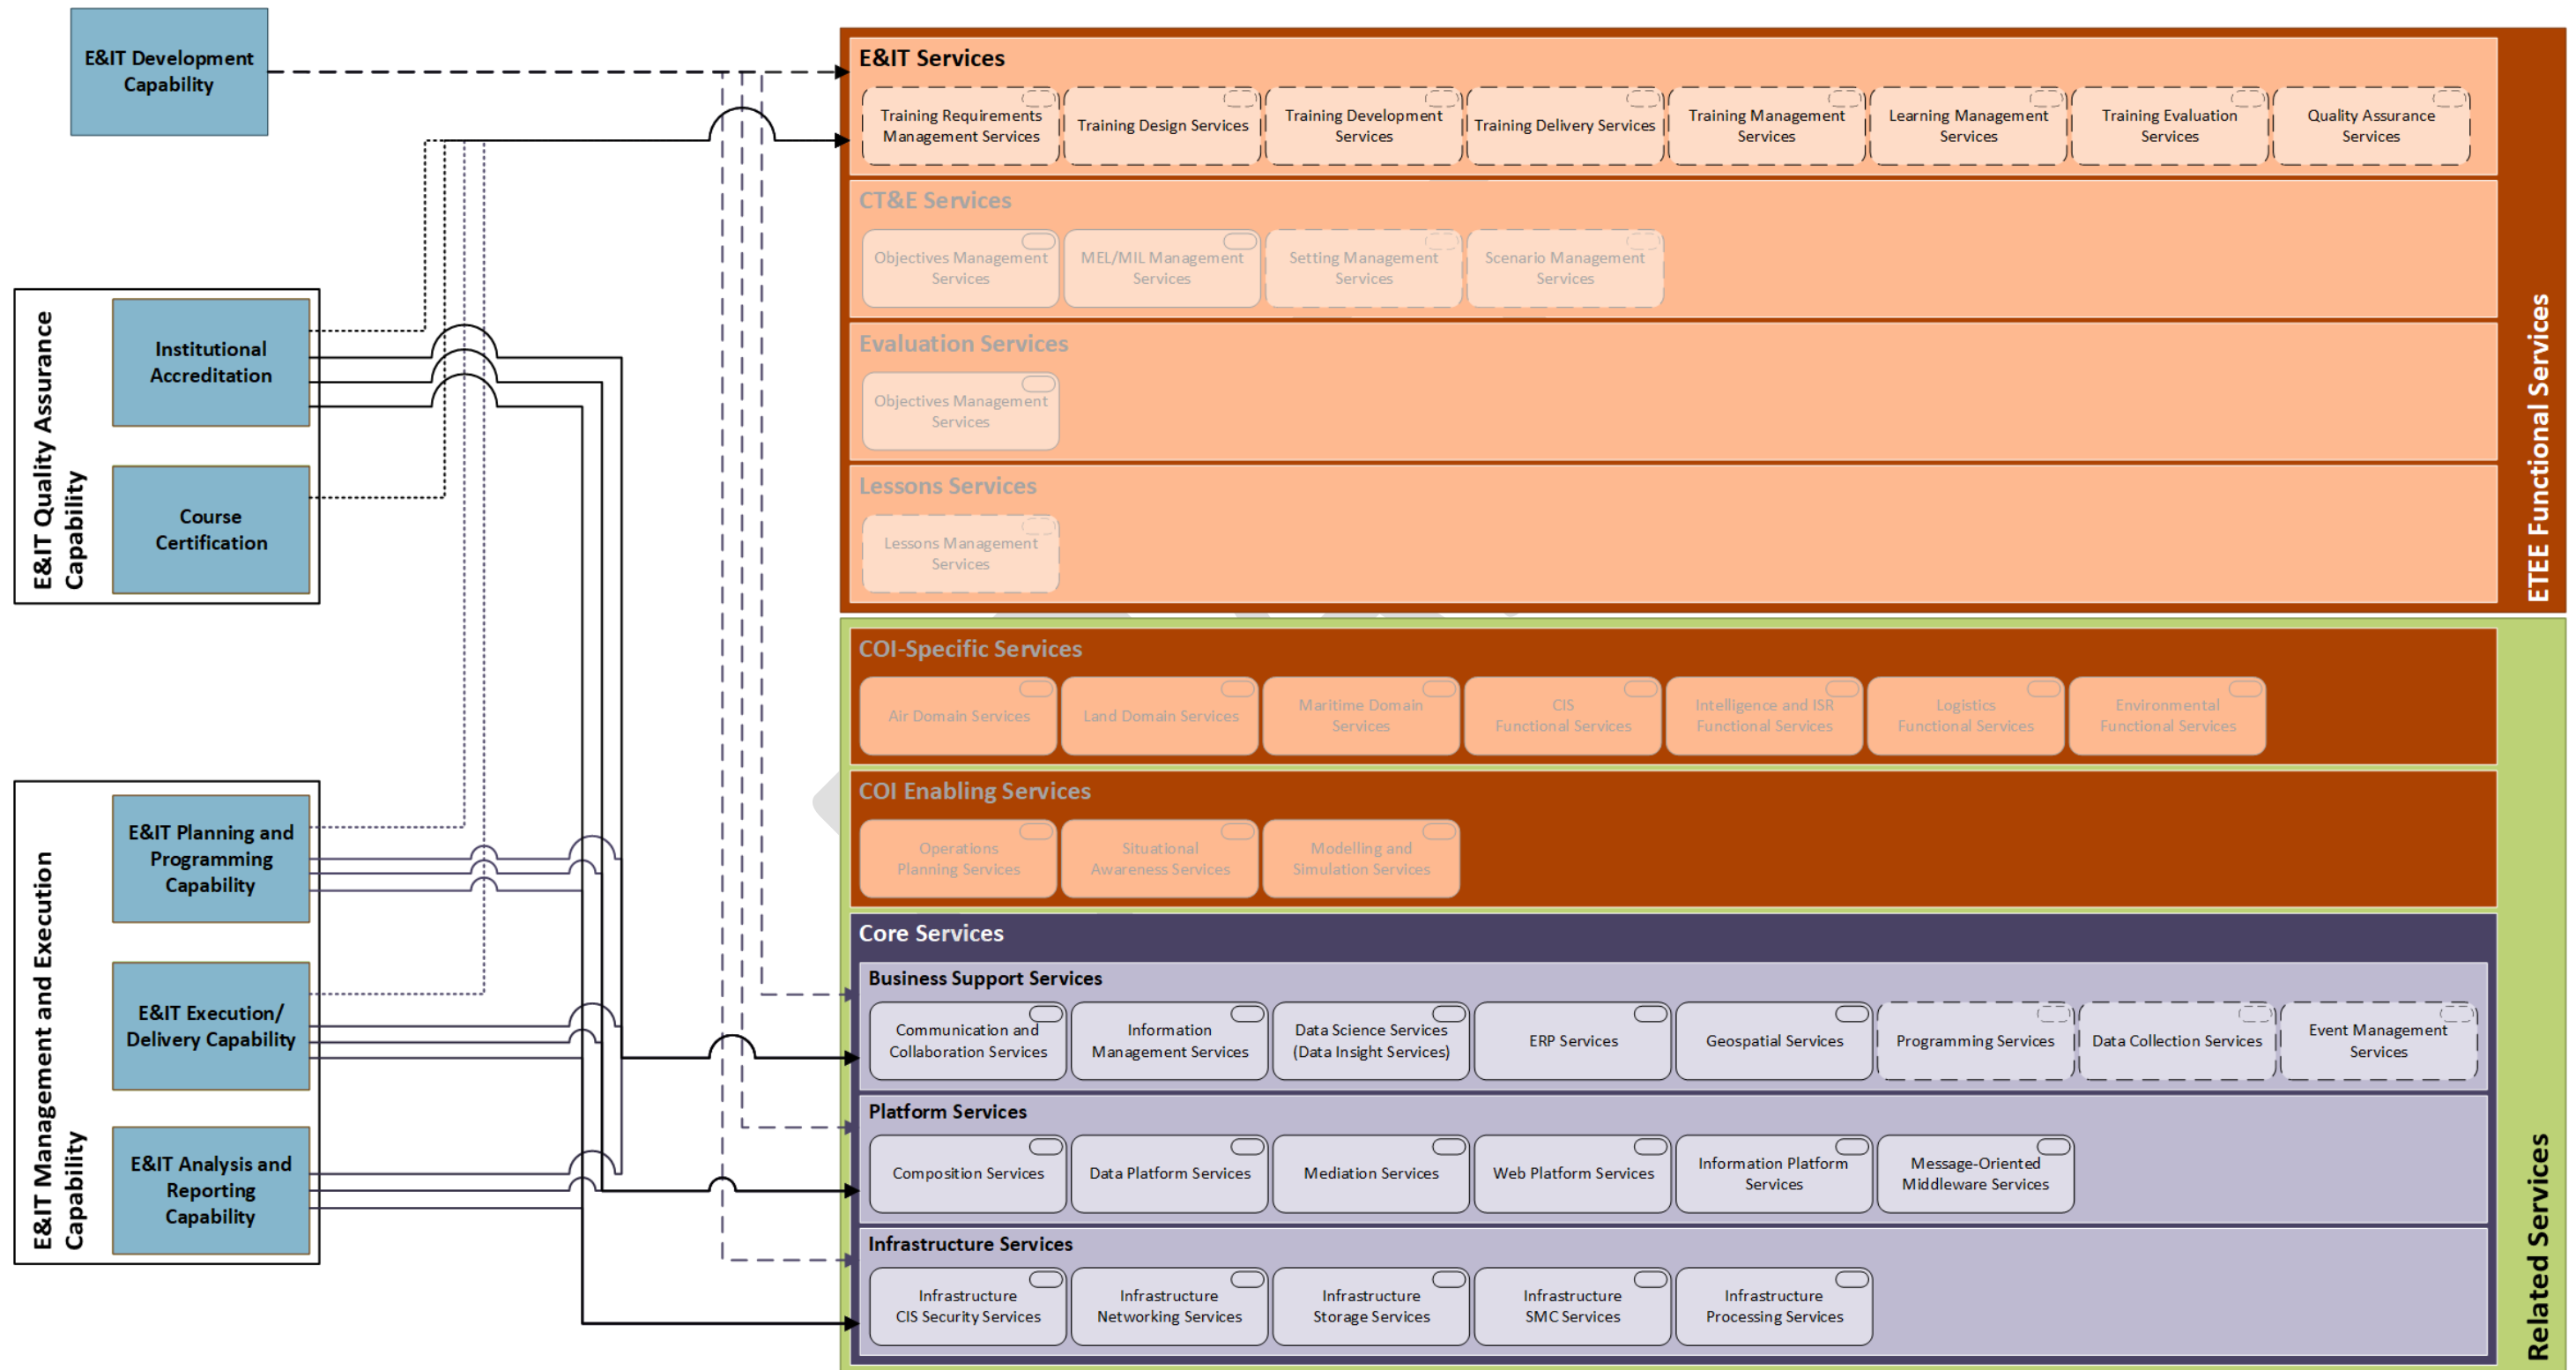 E&IT Development
Capability
E&IT Quality Assurance
Capability
Institutional
Accreditation
Course
Certification
E&IT Management and Execution
Capability
E&IT Planning and
Programming
Capability
E&IT Execution/
Delivery Capability
E&IT Analysis and
Reporting
Capability
ETEE Functional Services
E&IT Services
Training Requirements
Management Services
Training Design Services
Training Development
Services
Training Delivery Services
Training Management
Services
Learning Management
Services
Training Evaluation
Services
Quality Assurance
Services
CT&E Services
Objectives Management
Services
MEL/MIL Management
Services
Setting Management
Services
Scenario Management
Services
Evaluation Services
Objectives Management
Services
Lessons Services
Lessons Management
Services
Related Services
COI-Specific Services
Air Domain Services
Land Domain Services
Maritime Domain
Services
CIS
Functional Services
Intelligence and ISR
Functional Services
Logistics
Functional Services
Environmental
Functional Services
COI Enabling Services
Operations
Planning Services
Situational
Awareness Services
Modelling and
Simulation Services
Core Services
Business Support Services
Communication and
Collaboration Services
Information
Management Services
Data Science Services
(Data Insight Services)
ERP Services
Geospatial Services
Programming Services
Data Collection Services
Event Management
Services
Platform Services
Composition Services
Data Platform Services
Mediation Services
Web Platform Services
Information Platform
Services
Message-Oriented
Middleware Services
Infrastructure Services
Infrastructure
CIS Security Services
Infrastructure
Networking Services
Infrastructure
Storage Services
Infrastructure
SMC Services
Infrastructure
Processing Services